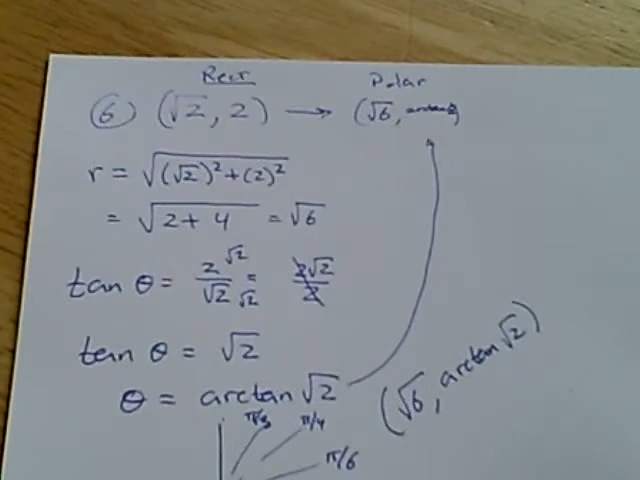 Rect Polar
6 (√2, 2) → (√6, arctan
r = √(√2)² + (2)²
= √2 + 4 = √6
tan θ = 2/√2 √2/√2 = 2√2/2
tan θ = √2
θ = arctan √2
(√6, arctan √2)
π/3 π/4
π/6